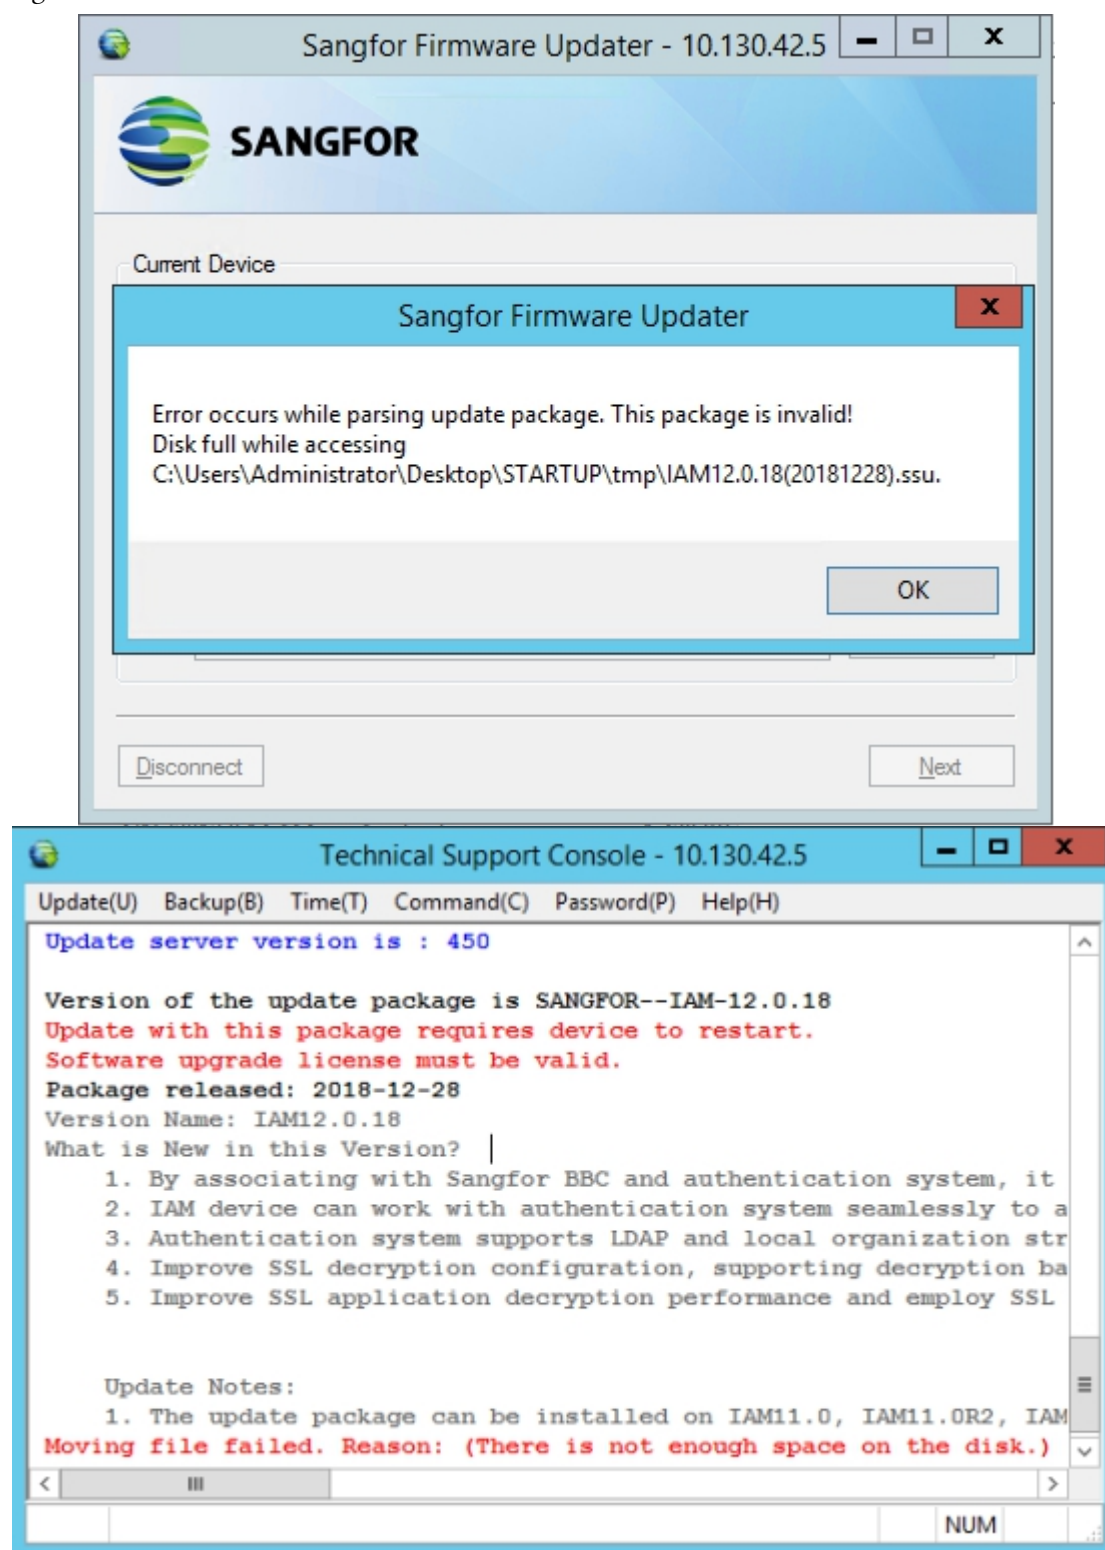 Sangfor Firmware Updater - 10.130.42.5
SANGFOR
Current Device
Sangfor Firmware Updater
Error occurs while parsing update package. This package is invalid!
Disk full while accessing
C:\Users\Administrator\Desktop\STARTUP\tmp\IAM12.0.18(20181228).ssu.
OK
Disconnect
Next
Technical Support Console - 10.130.42.5
Update(U) Backup(B) Time(T) Command(C) Password(P) Help(H)
Update server version is : 450
Version of the update package is SANGFOR--IAM-12.0.18
Update with this package requires device to restart.
Software upgrade license must be valid.
Package released: 2018-12-28
Version Name: IAM12.0.18
What is New in this Version?
1. By associating with Sangfor BBC and authentication system, it
2. IAM device can work with authentication system seamlessly to a
3. Authentication system supports LDAP and local organization str
4. Improve SSL decryption configuration, supporting decryption ba
5. Improve SSL application decryption performance and employ SSL
Update Notes:
1. The update package can be installed on IAM11.0, IAM11.0R2, IAM
Moving file failed. Reason: (There is not enough space on the disk.)
NUM